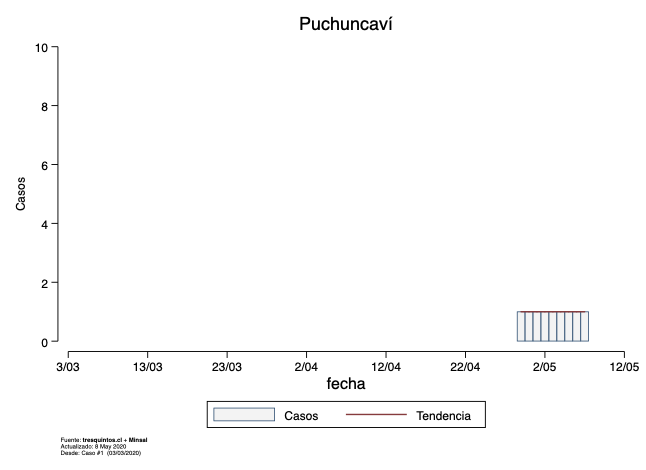 Puchuncaví
10
8
6
4
2
0
Casos
3/03 13/03 23/03 2/04 12/04 22/04 2/05 12/05
fecha
Casos Tendencia
Fuente: tresquintos.cl + Minsal
Actualizado: 8 May 2020
Desde: Caso #1 (03/03/2020)